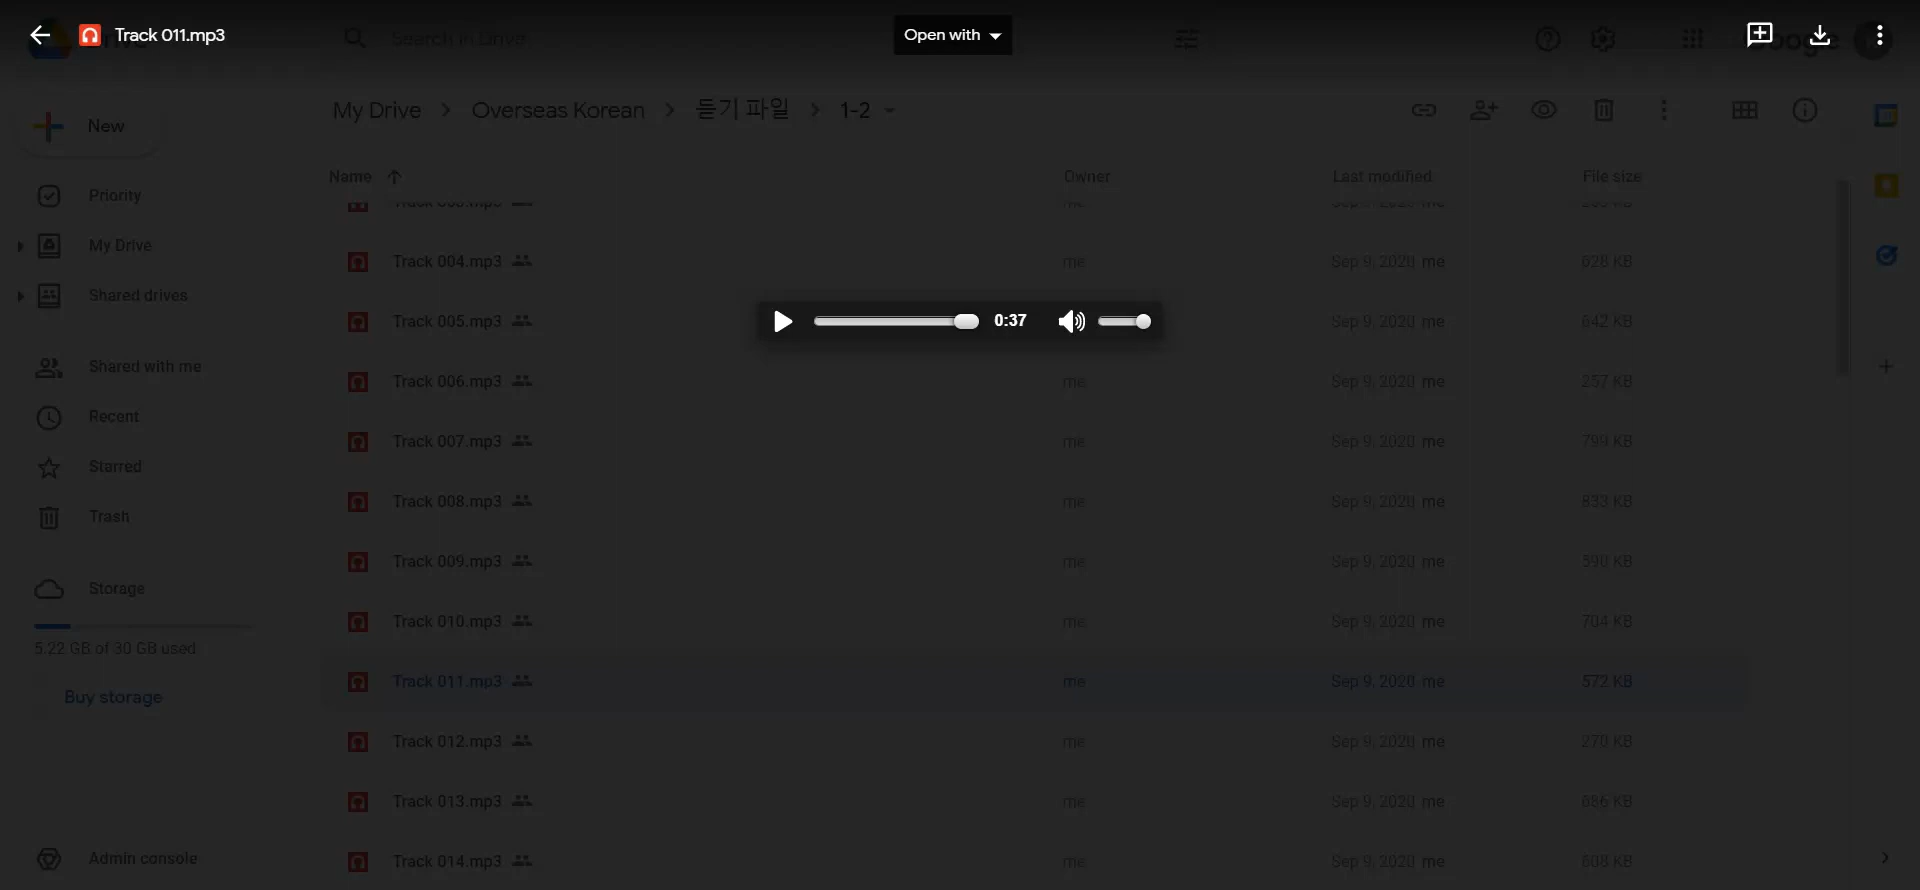 Track 011.mp3
Search in Drive
Open with
My Drive > Overseas Korean > 듣기 파일 > 1-2
New
Name
Owner
Last modified
File size
Priority
My Drive
Shared drives
Shared with me
Recent
Starred
Trash
Storage
5.22 GB of 30 GB used
Buy storage
Admin console
Track 004.mp3 me Sep 9, 2020 me 628 KB
0:37
Track 005.mp3 me Sep 9, 2020 me 642 KB
Track 006.mp3 me Sep 9, 2020 me 257 KB
Track 007.mp3 me Sep 9, 2020 me 799 KB
Track 008.mp3 me Sep 9, 2020 me 833 KB
Track 009.mp3 me Sep 9, 2020 me 590 KB
Track 010.mp3 me Sep 9, 2020 me 704 KB
Track 011.mp3 me Sep 9, 2020 me 572 KB
Track 012.mp3 me Sep 9, 2020 me 270 KB
Track 013.mp3 me Sep 9, 2020 me 686 KB
Track 014.mp3 me Sep 9, 2020 me 608 KB